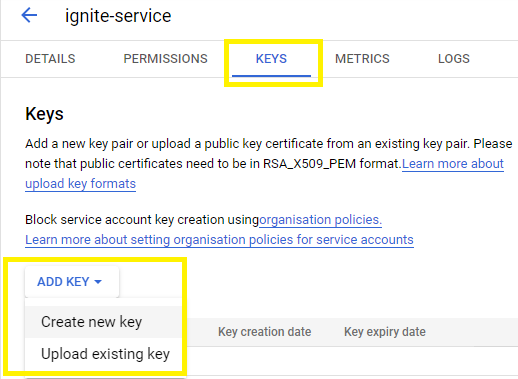 ignite-service
DETAILS PERMISSIONS KEYS METRICS LOGS
Keys
Add a new key pair or upload a public key certificate from an existing key pair. Please
note that public certificates need to be in RSA_X509_PEM format.Learn more about
upload key formats
Block service account key creation usingorganisation policies.
Learn more about setting organisation policies for service accounts
ADD KEY
Create new key
Key creation date Key expiry date
Upload existing key